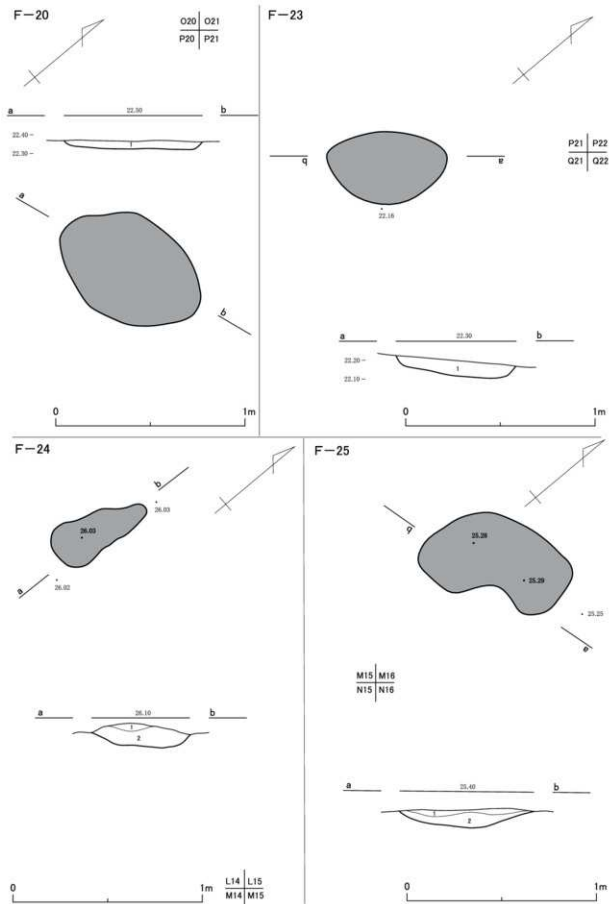 F-20
O20 O21
P20 P21
a 22.50 b
22.40
1
22.30
a
b
0 1m
F-23
P21 P22
Q21 Q22
b a
22.16
a 22.30 b
22.20
1
22.10
0 1m
F-24
b
26.03
26.03
a
26.02
a 26.10 b
1
2
L14 L15
M14 M15
0 1m
F-25
b
25.28
25.29
25.25
a
M15 M16
N15 N16
a 25.40 b
1
2
0 1m